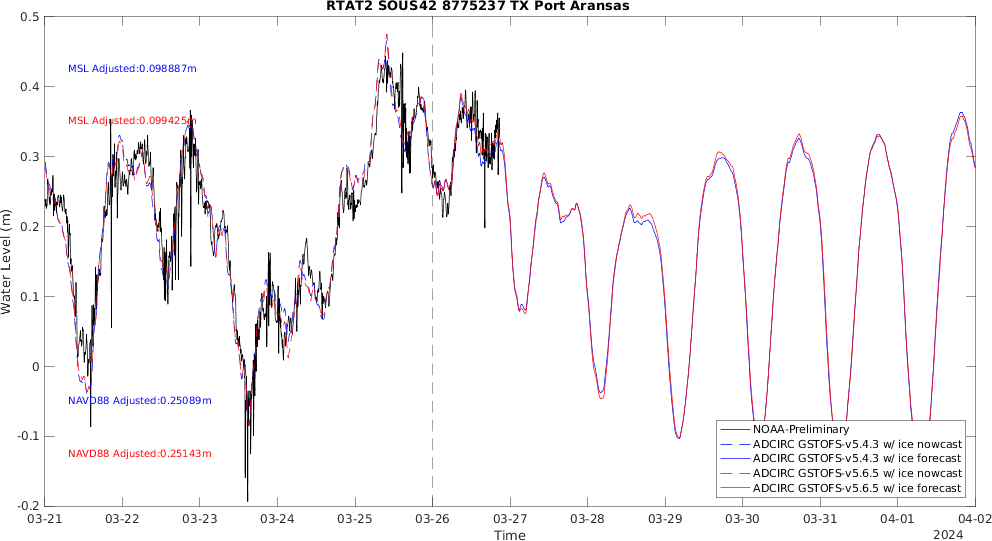 RTAT2 SOUS42 8775237 TX Port Aransas
0.5
0.4
0.3
0.2
0.1
0
-0.1
-0.2
Water Level (m)
MSL Adjusted:0.098887m
MSL Adjusted:0.099425m
NAVD88 Adjusted:0.25089m
NAVD88 Adjusted:0.25143m
NOAA-Preliminary
ADCIRC GSTOFS-v5.4.3 w/ ice nowcast
ADCIRC GSTOFS-v5.4.3 w/ ice forecast
ADCIRC GSTOFS-v5.6.5 w/ ice nowcast
ADCIRC GSTOFS-v5.6.5 w/ ice forecast
03-21 03-22 03-23 03-24 03-25 03-26 03-27 03-28 03-29 03-30 03-31 04-01 04-02
Time
2024